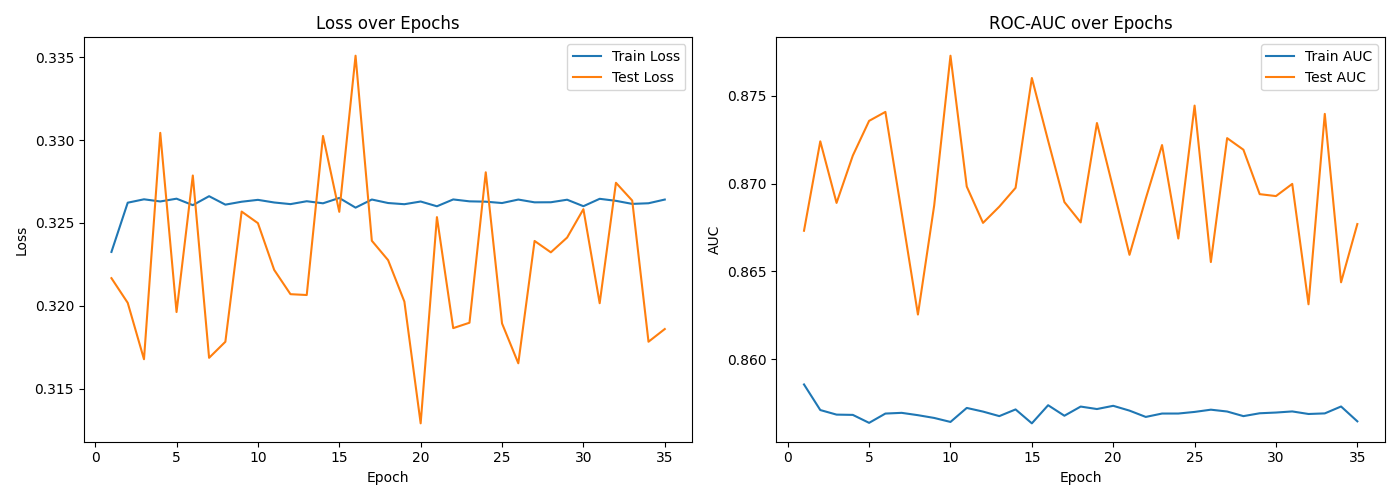 Loss over Epochs
Train Loss
Test Loss
Loss
0.335
0.330
0.325
0.320
0.315
0 5 10 15 20 25 30 35
Epoch
ROC-AUC over Epochs
Train AUC
Test AUC
AUC
0.875
0.870
0.865
0.860
0 5 10 15 20 25 30 35
Epoch